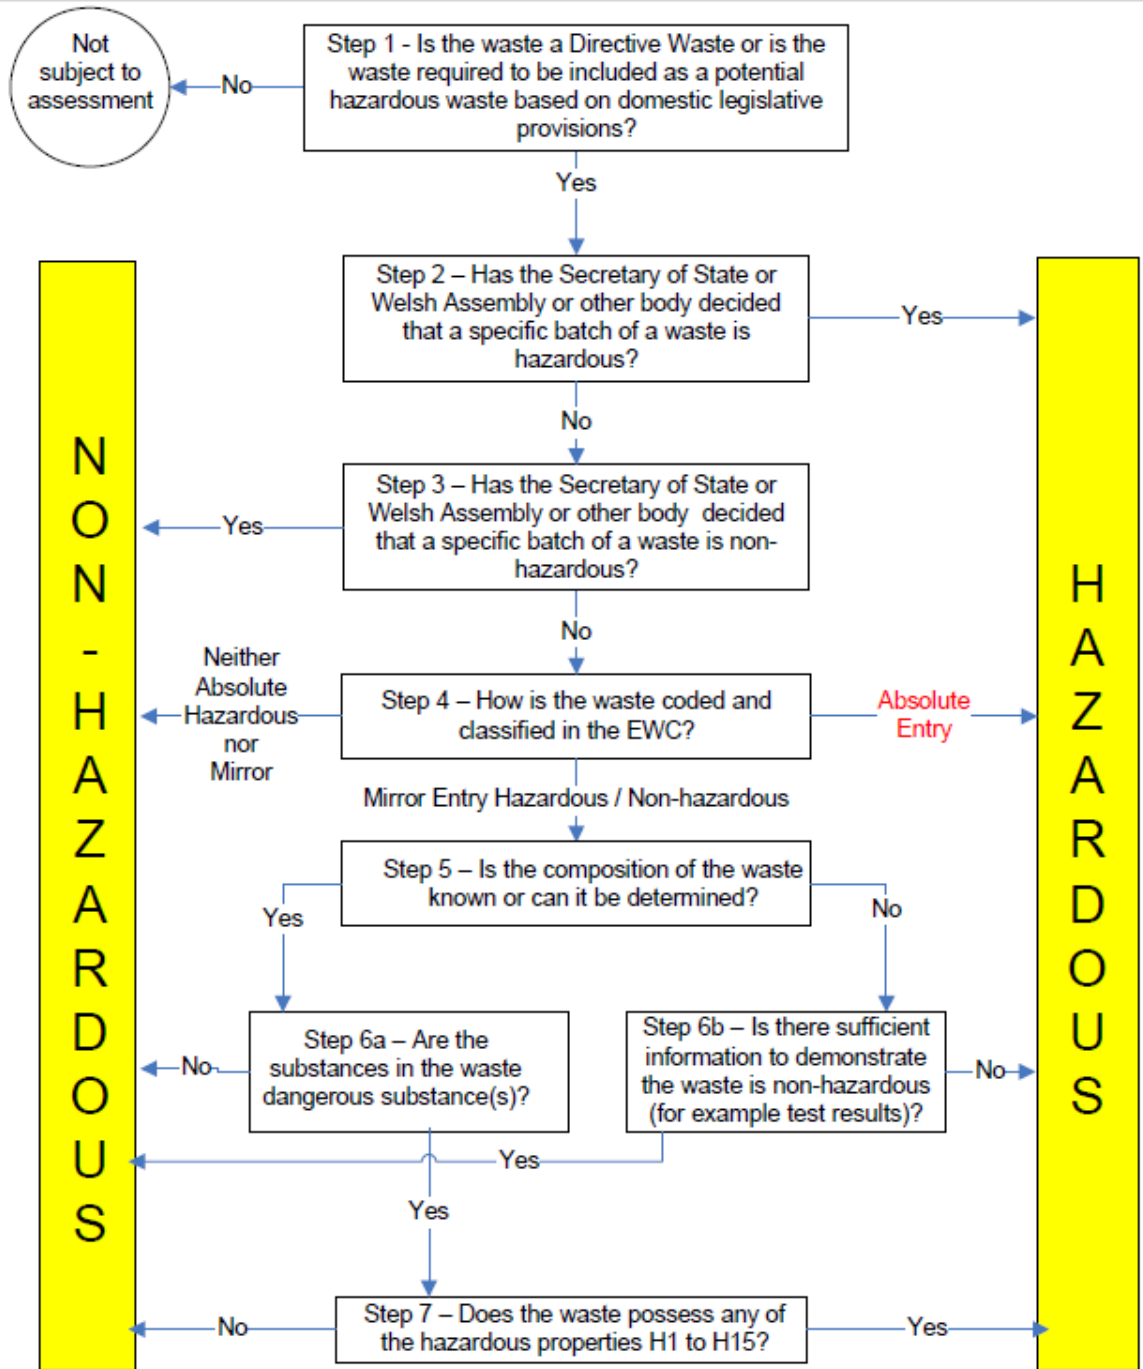 Not
subject to
assessment
No
Step 1 - Is the waste a Directive Waste or is the
waste required to be included as a potential
hazardous waste based on domestic legislative
provisions?
Yes
Step 2 – Has the Secretary of State or
Welsh Assembly or other body decided
that a specific batch of a waste is
hazardous?
Yes
No
Step 3 – Has the Secretary of State or
Welsh Assembly or other body decided
that a specific batch of a waste is non-
hazardous?
Yes
No
Neither
Absolute
Hazardous
nor
Mirror
Step 4 – How is the waste coded and
classified in the EWC?
Absolute
Entry
Mirror Entry Hazardous / Non-hazardous
Step 5 – Is the composition of the waste
known or can it be determined?
Yes
No
Step 6a – Are the
substances in the waste
dangerous substance(s)?
No
Step 6b – Is there sufficient
information to demonstrate
the waste is non-hazardous
(for example test results)?
No
Yes
Yes
Step 7 – Does the waste possess any of
the hazardous properties H1 to H15?
No
Yes
NON-HAZARDOUS
HAZARDOUS